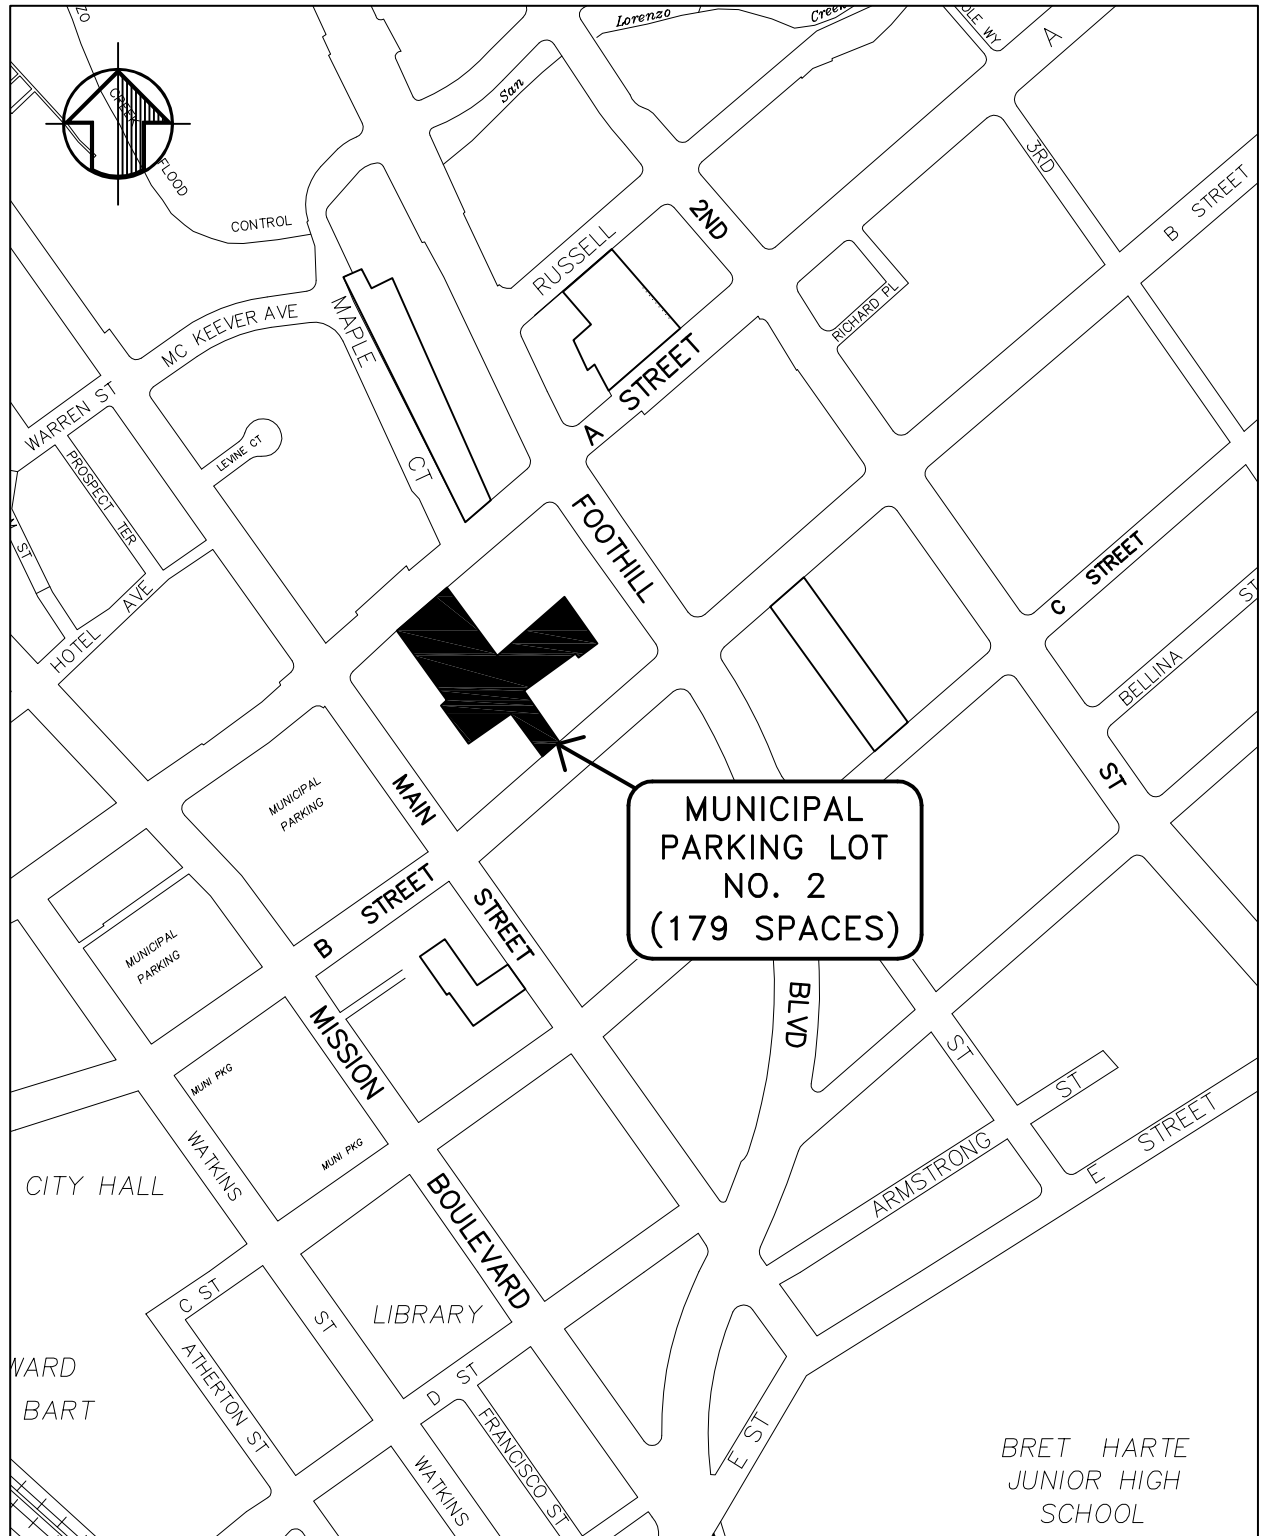 Lorenzo
Creek
San
A
3RD
B STREET
CREEK
FLOOD
CONTROL
2ND
RUSSELL
RICHARD PL
MC KEEVER AVE
MAPLE
CT
A STREET
WARREN ST
LEVINE CT
PROSPECT TER
ST
HOTEL AVE
FOOTHILL
C STREET
BELLINA
ST
ST
MUNICIPAL
PARKING
MAIN
STREET
MUNICIPAL
PARKING LOT
NO. 2
(179 SPACES)
B STREET
MUNICIPAL
PARKING
BLVD
MISSION
BOULEVARD
MUNI PKG
MUNI PKG
WATKINS
ST
CITY HALL
ST
ST
ARMSTRONG
E STREET
C ST
LIBRARY
ATHERTON ST
D ST
FRANCISCO ST
WATKINS
E ST
WARD
BART
BRET HARTE
JUNIOR HIGH
SCHOOL